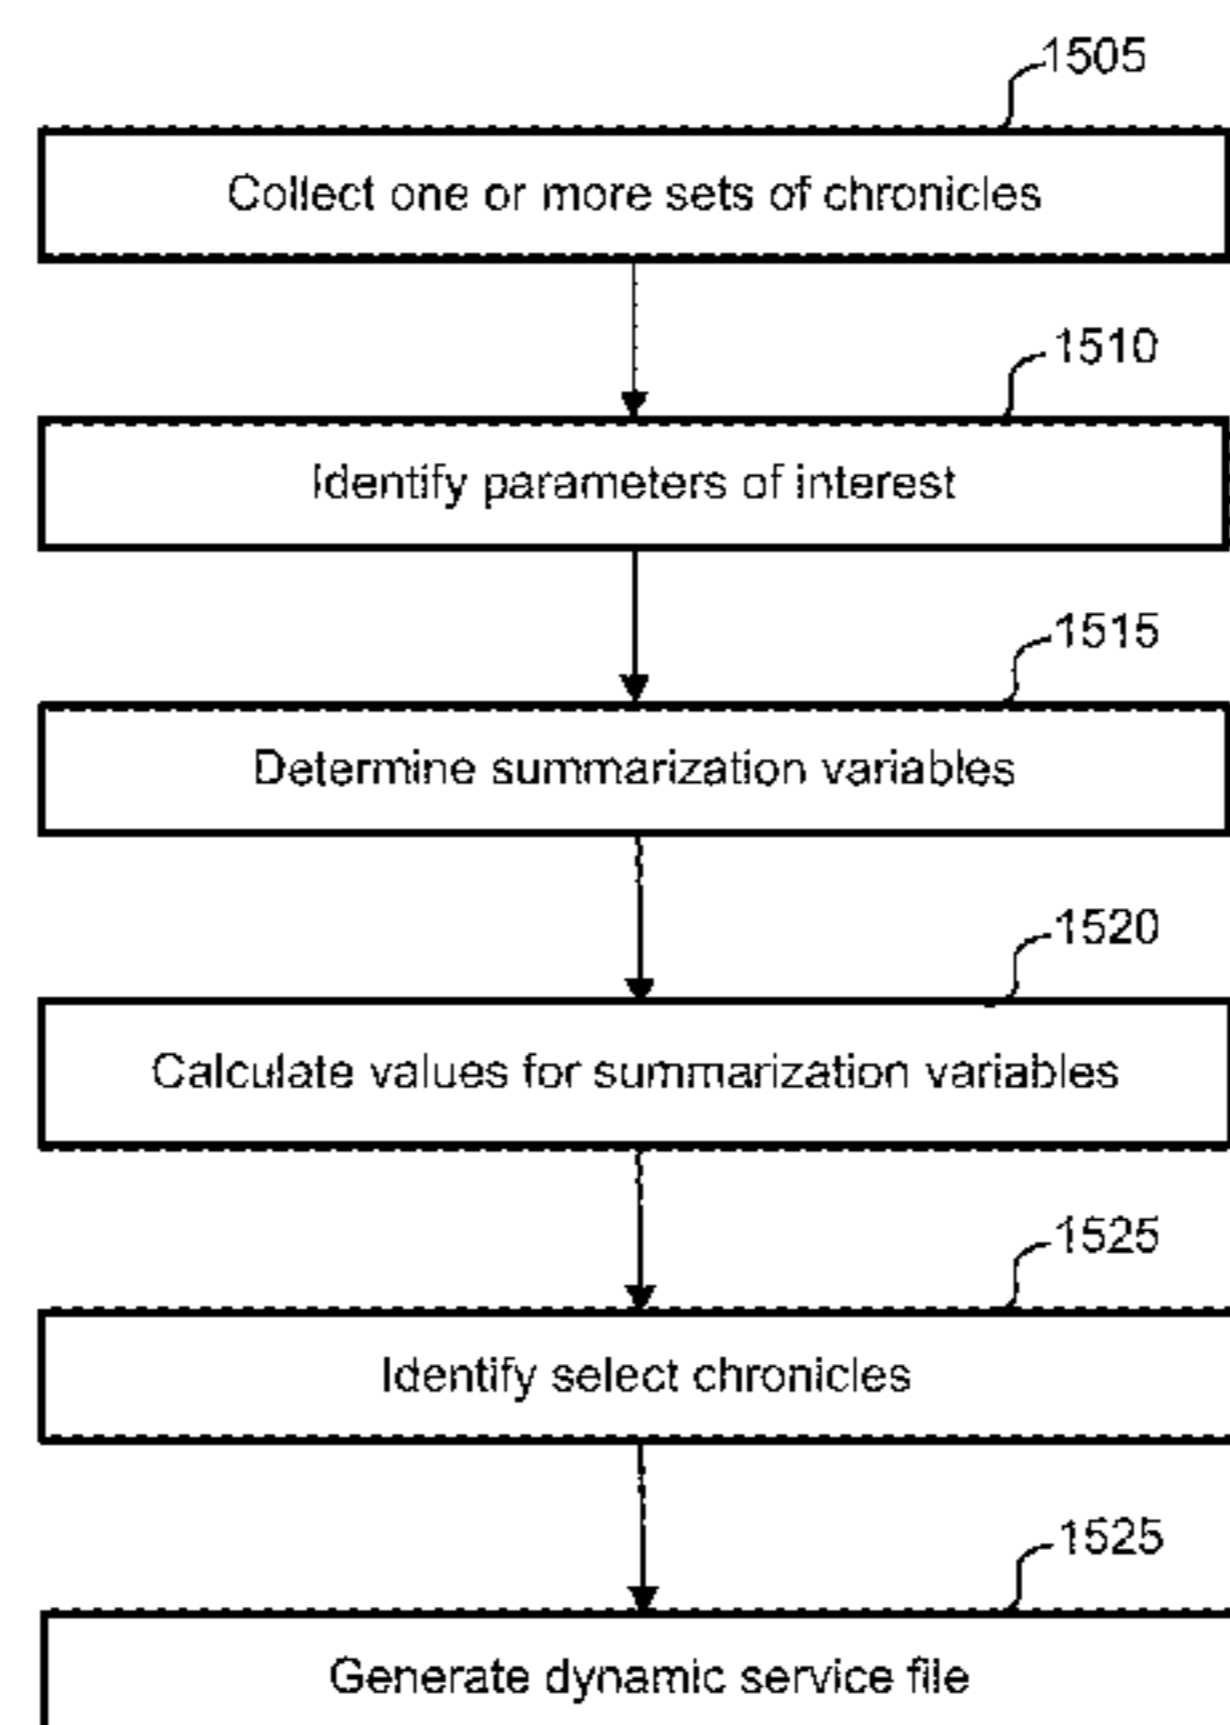 1505
Collect one or more sets of chronicles
1510
Identify parameters of interest
1515
Determine summarization variables
1520
Calculate values for summarization variables
1525
Identify select chronicles
1525
Generate dynamic service file